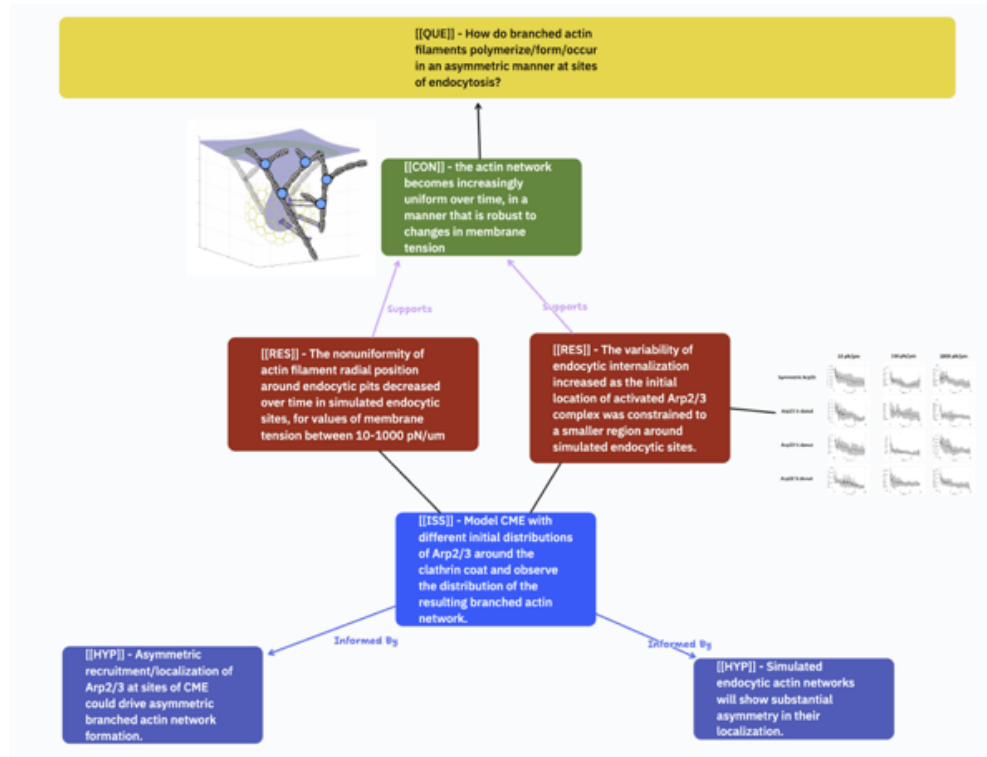 [[QUE]] - How do branched actin
filaments polymerize/form/occur
in an asymmetric manner at sites
of endocytosis?
[[CON]] - the actin network
becomes increasingly
uniform over time, in a
manner that is robust to
changes in membrane
tension
Supports
Supports
[[RES]] - The nonuniformity of
actin filament radial position
around endocytic pits decreased
over time in simulated endocytic
sites, for values of membrane
tension between 10-1000 pN/um
[[RES]] - The variability of
endocytic internalization
increased as the initial
location of activated Arp2/3
complex was constrained to
a smaller region around
simulated endocytic sites.
[[ISS]] - Model CME with
different initial distributions
of Arp2/3 around the
clathrin coat and observe
the distribution of the
resulting branched actin
network.
Informed By
Informed By
[[HYP]] - Asymmetric
recruitment/localization of
Arp2/3 at sites of CME
could drive asymmetric
branched actin network
formation.
[[HYP]] - Simulated
endocytic actin networks
will show substantial
asymmetry in their
localization.